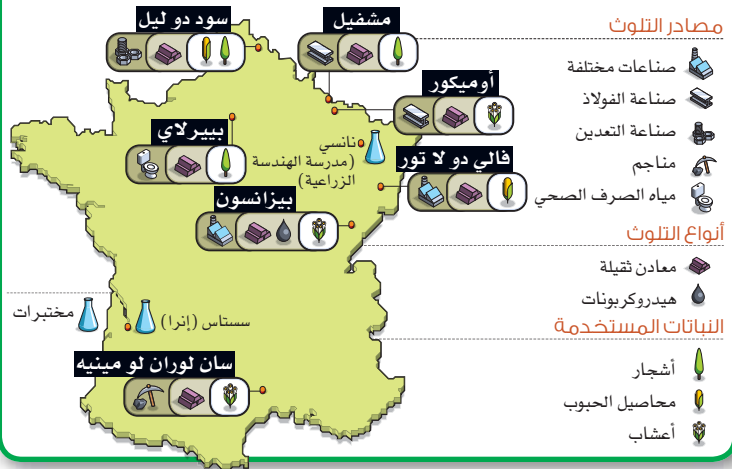 مصادر التلوث
صناعات مختلفة
صناعة الفولاذ
صناعة التعدين
مناجم
مياه الصرف الصحي
أنواع التلوث
معادن ثقيلة
هيدروكربونات
النباتات المستخدمة
أشجار
محاصيل الحبوب
أعشاب
مشفيل
سود دو ليل
أوميكور
بييرلاي
نانسي
(مدرسة الهندسة
الزراعية)
فالي دو لا تور
بيزانسون
سستاس (إنرا)
مختبرات
سان لوران لو مينيه